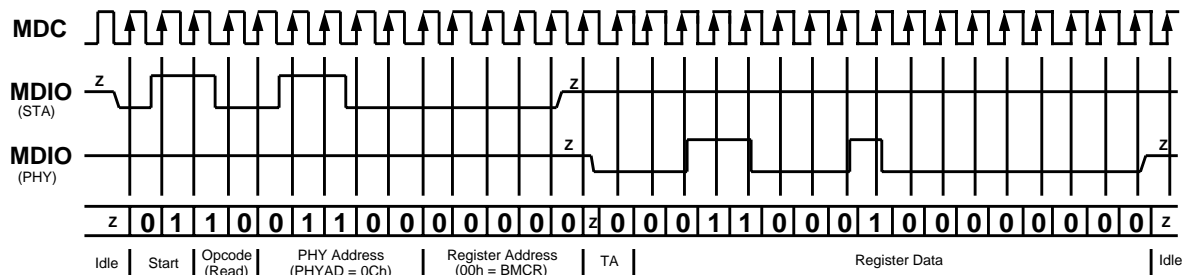 MDC
z
MDIO
(STA)
z
MDIO
(PHY)
z
z
z 0 1 1 0 0 1 1 0 0 0 0 0 0 0 z 0 0 0 1 1 0 0 0 1 0 0 0 0 0 0 0 0 z
Idle Start Opcode (Read) PHY Address (PHYAD = 0Ch) Register Address (00h = BMCR) TA Register Data Idle